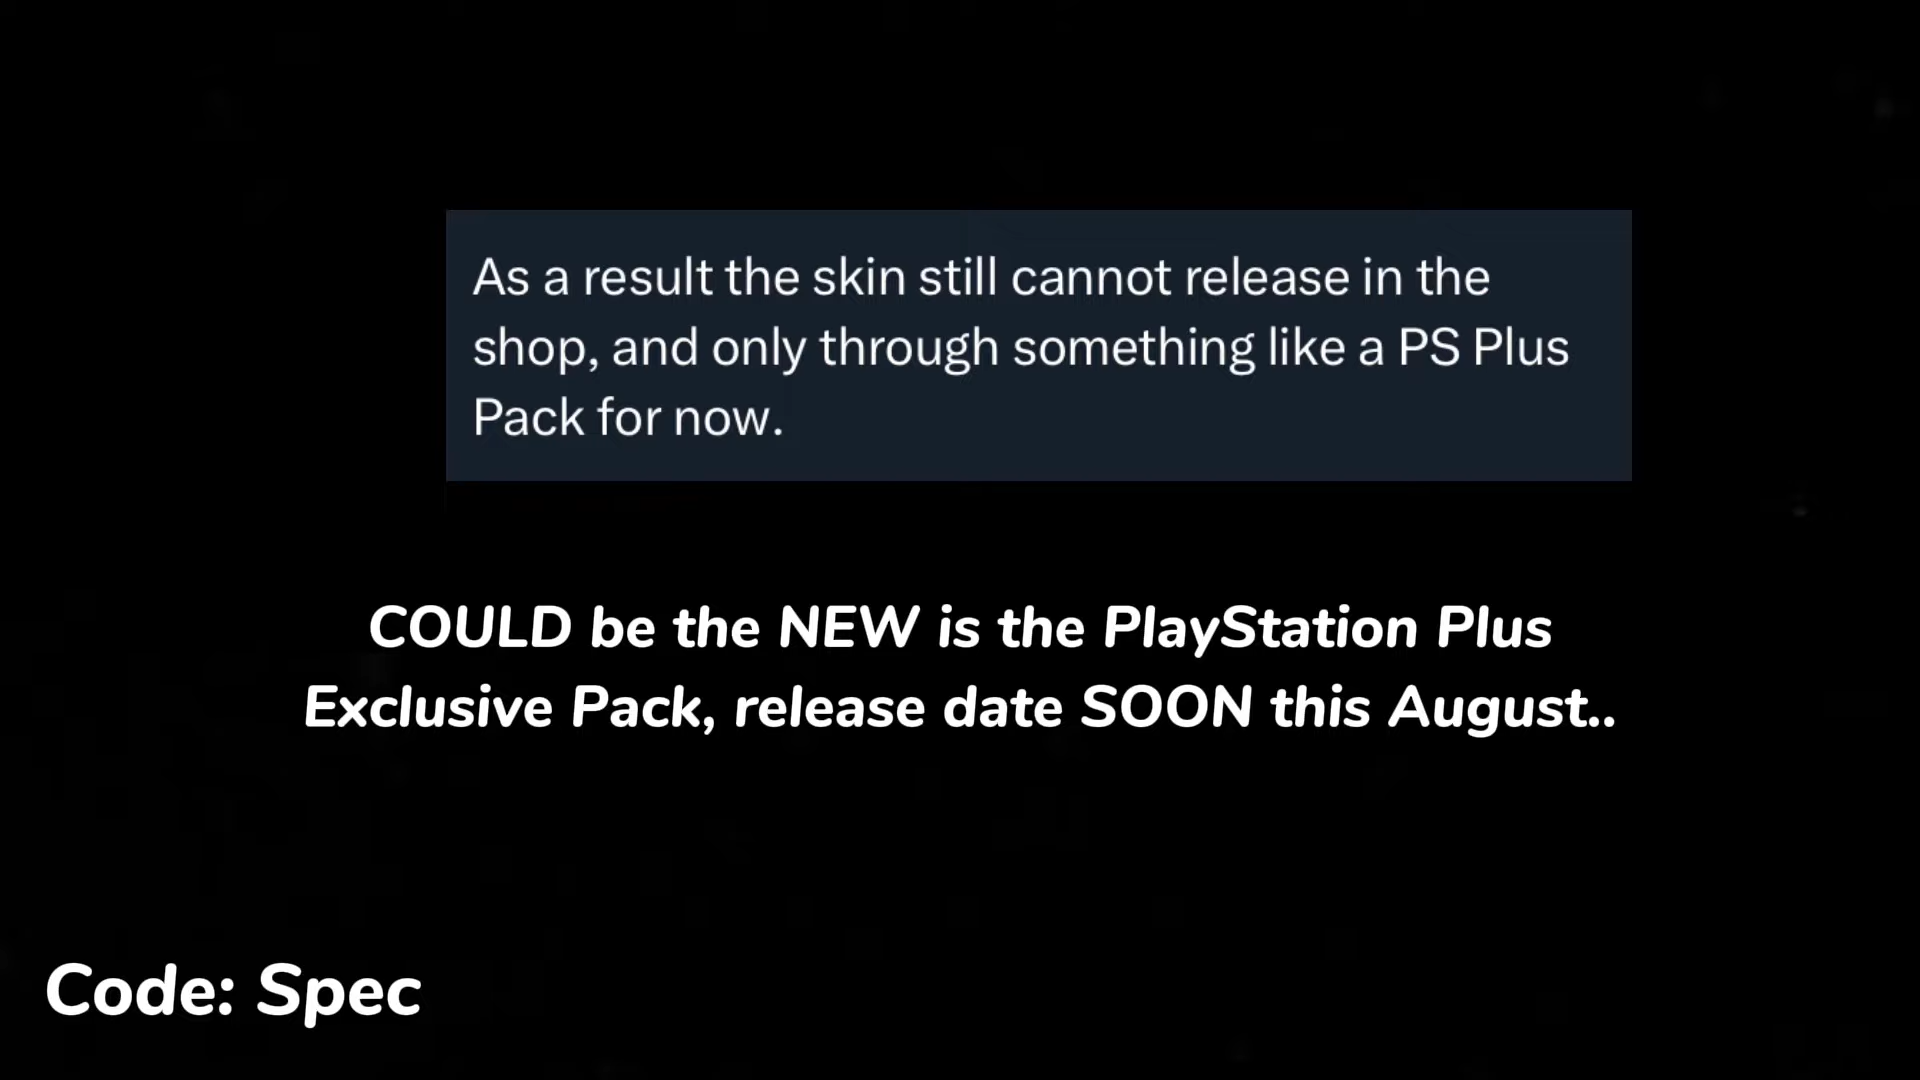 As a result the skin still cannot release in the
shop, and only through something like a PS Plus
Pack for now.
COULD be the NEW is the PlayStation Plus
Exclusive Pack, release date SOON this August..
Code: Spec